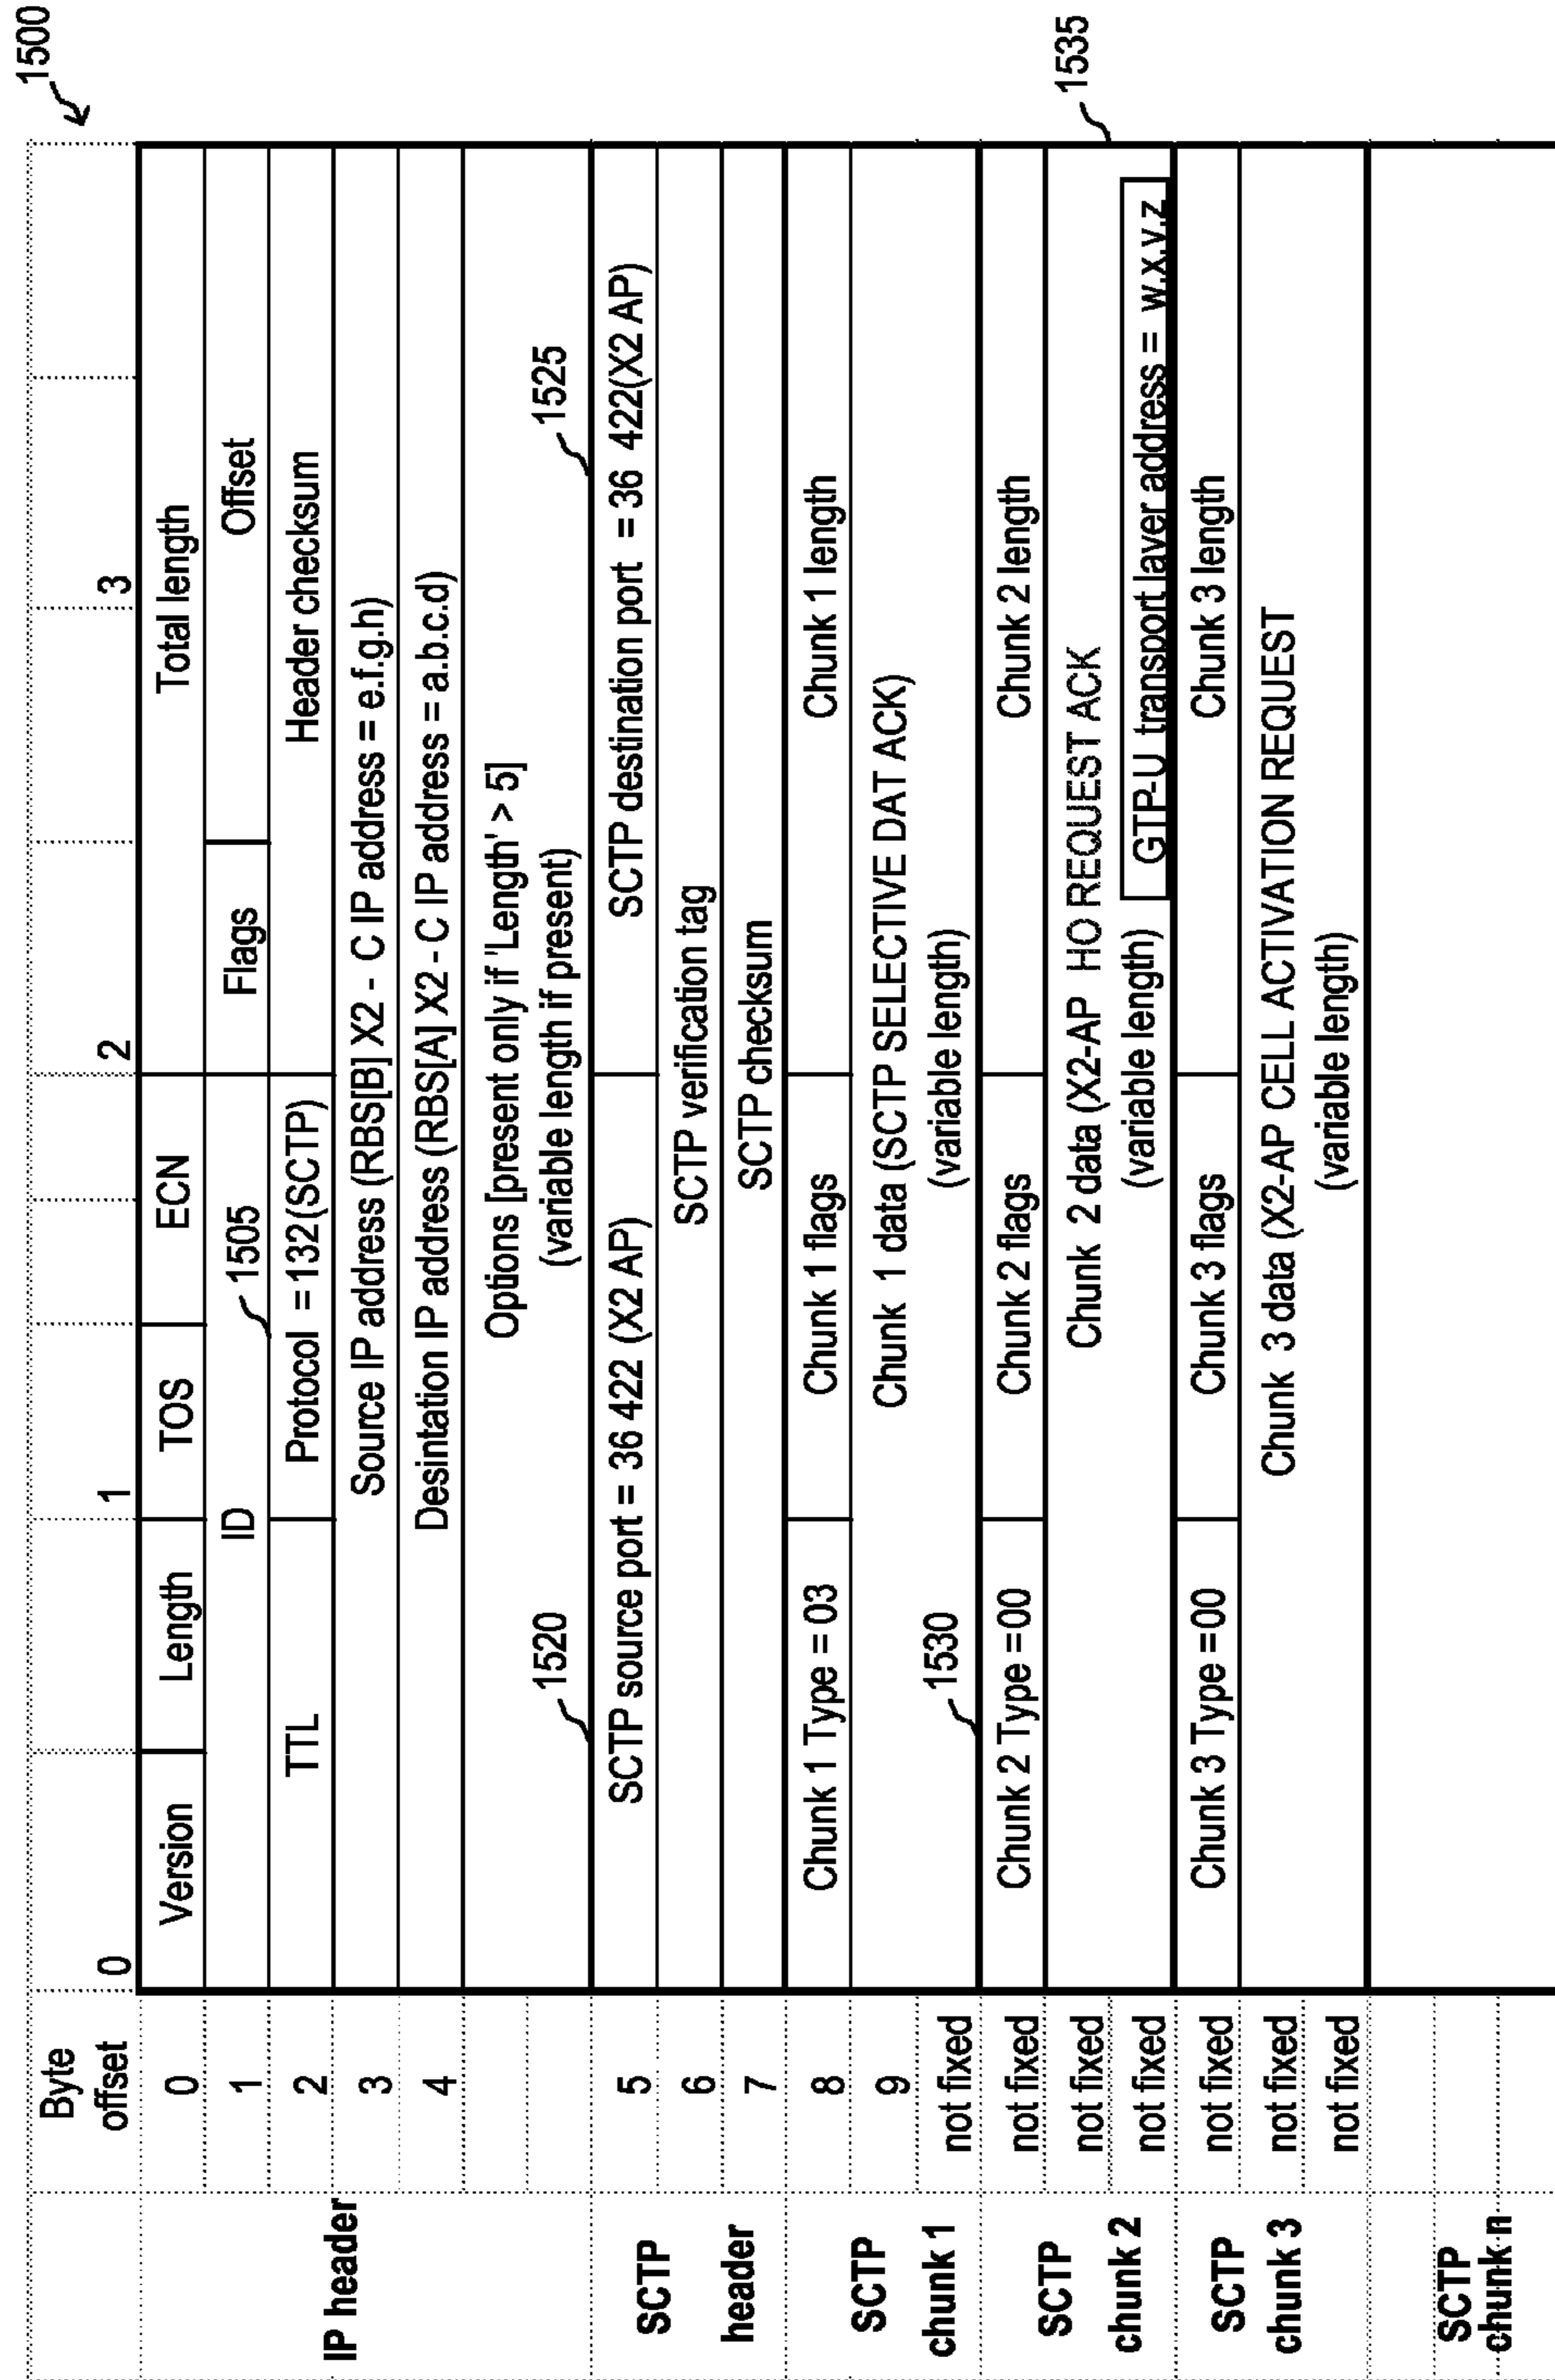 1500
Byte offset
0 1 2 3
IP header
0 Version Length TOS ECN Total length
1 ID 1505 Flags Offset
2 TTL Protocol = 132(SCTP) Header checksum
3 Source IP address (RBS[B] X2 - C IP address = e.f.g.h)
4 Desintation IP address (RBS[A] X2 - C IP address = a.b.c.d)
Options [present only if 'Length' > 5]
(variable length if present)
1520 1525
SCTP header
5 SCTP source port = 36 422 (X2 AP) SCTP destination port = 36 422(X2 AP)
6 SCTP verification tag
7 SCTP checksum
SCTP chunk 1
8 Chunk 1 Type = 03 Chunk 1 flags Chunk 1 length
9 Chunk 1 data (SCTP SELECTIVE DAT ACK)
not fixed (variable length)
1530
SCTP chunk 2
not fixed Chunk 2 Type =00 Chunk 2 flags Chunk 2 length
not fixed Chunk 2 data (X2-AP HO REQUEST ACK
1535
not fixed (variable length) GTP-U transport layer address = w.x.y.z
SCTP chunk 3
not fixed Chunk 3 Type =00 Chunk 3 flags Chunk 3 length
not fixed Chunk 3 data (X2-AP CELL ACTIVATION REQUEST
not fixed (variable length)
SCTP chunk n